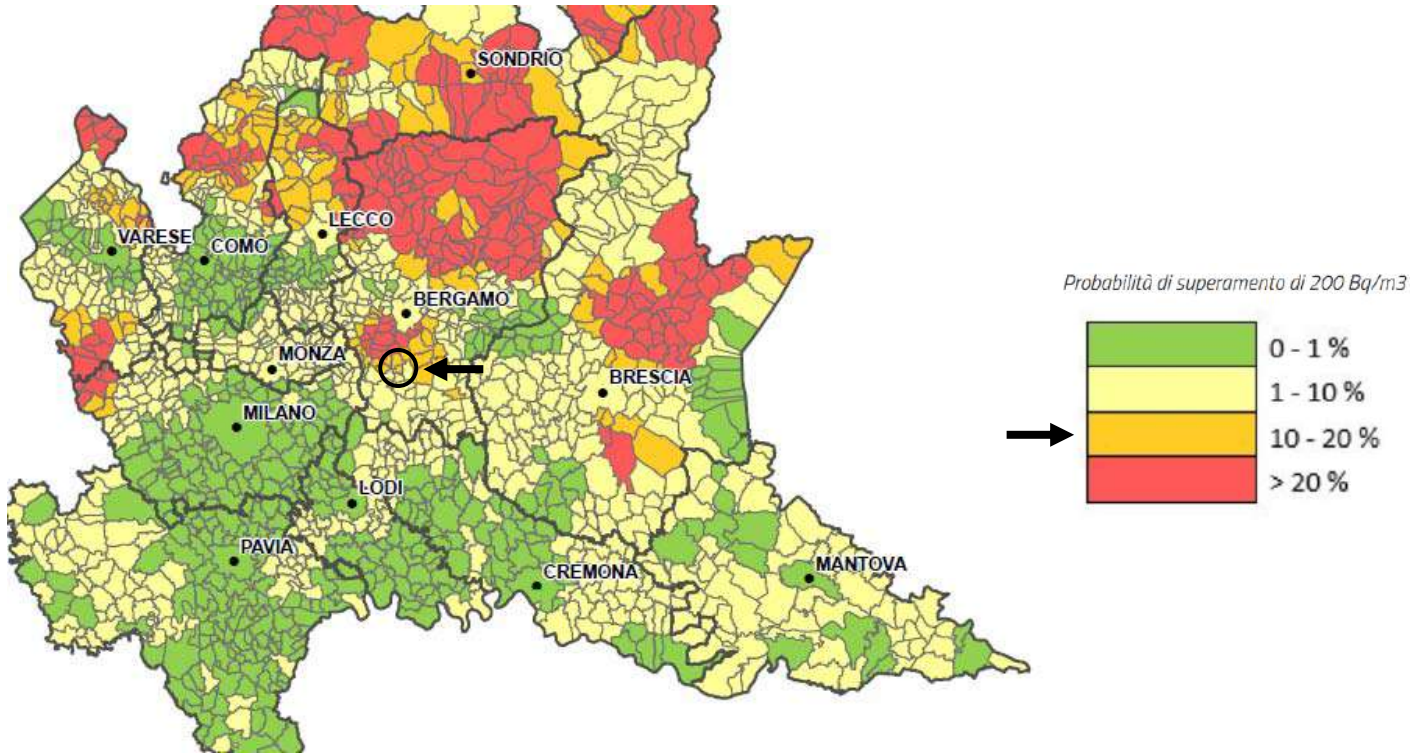 SONDRIO
LECCO
VARESE
COMO
BERGAMO
MONZA
BRESCIA
MILANO
LODI
PAVIA
CREMONA
MANTOVA
Probabilità di superamento di 200 Bq/m3
0 - 1 %
1 - 10 %
10 - 20 %
> 20 %